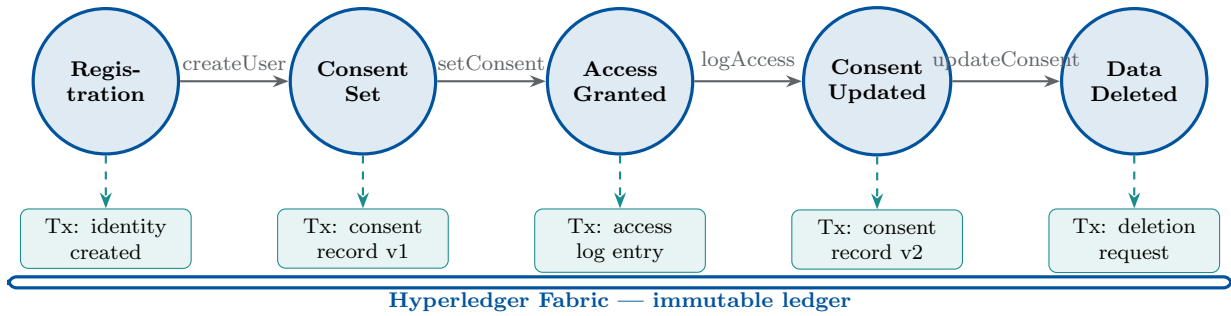 Regis-
tration
createUser
Consent
Set
setConsent
Access
Granted
logAccess
Consent
Updated
updateConsent
Data
Deleted
Tx: identity
created
Tx: consent
record v1
Tx: access
log entry
Tx: consent
record v2
Tx: deletion
request
Hyperledger Fabric — immutable ledger